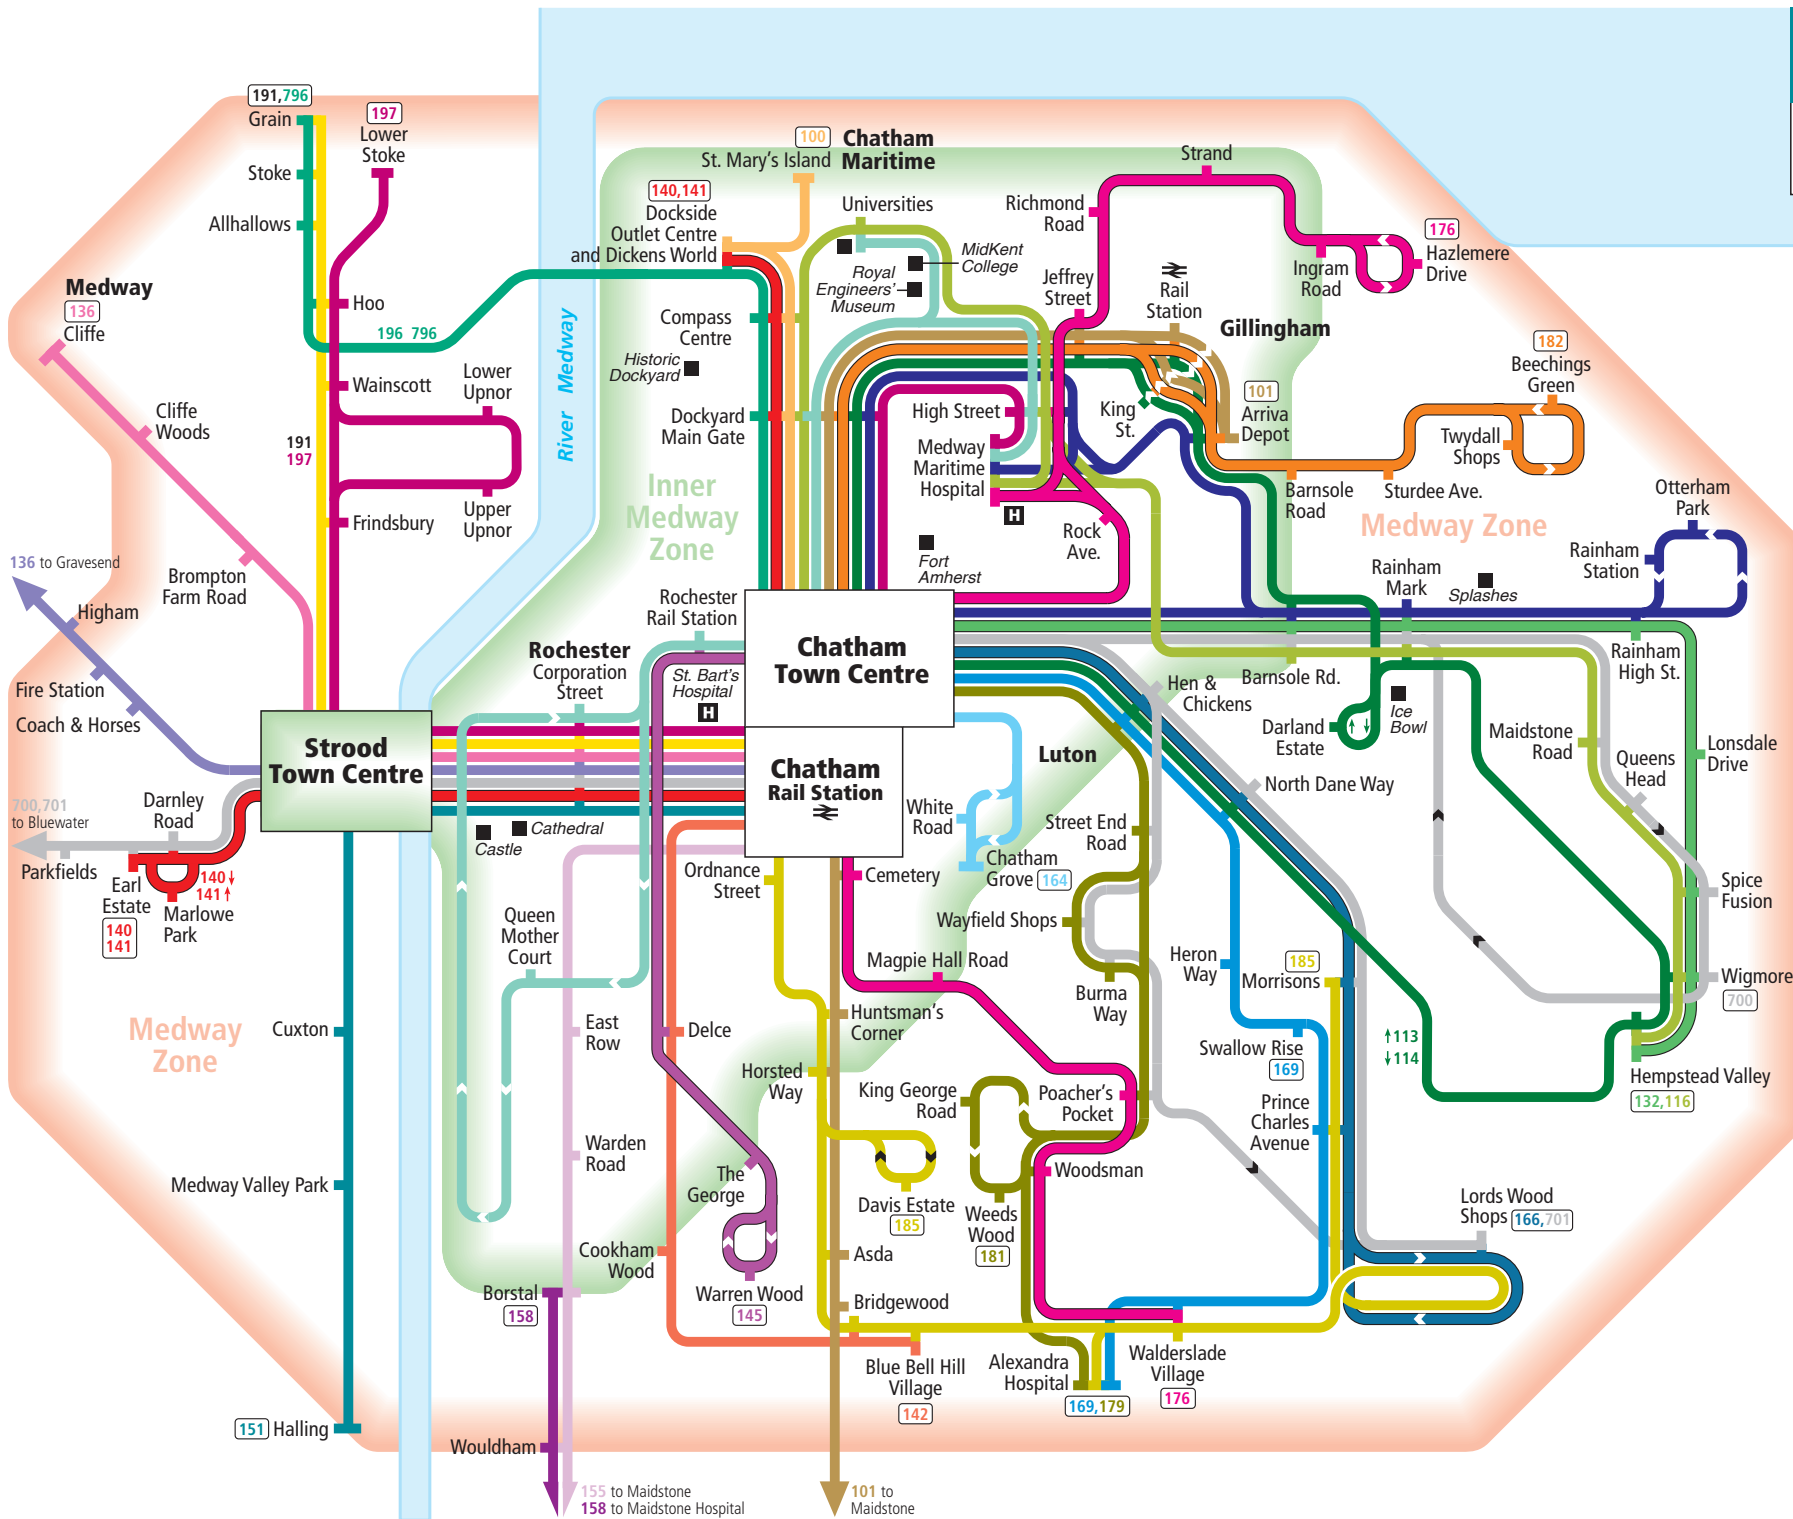 191,796
Grain
197
Lower
Stoke
Stoke
Allhallows
Hoo
196 796
Medway
136
Cliffe
Cliffe
Woods
Wainscott
Lower
Upnor
191
197
Upper
Upnor
Frindsbury
Brompton
Farm Road
136 to Gravesend
Higham
Fire Station
Coach & Horses
River Medway
100
Chatham
Maritime
St. Mary's Island
140,141
Dockside
Outlet Centre
and Dickens World
Universities
MidKent
College
Royal
Engineers'
Museum
Compass
Centre
Historic
Dockyard
Dockyard
Main Gate
Inner
Medway
Zone
Strand
Richmond
Road
176
Hazlemere
Drive
Ingram
Road
Jeffrey
Street
Rail
Station
Gillingham
182
Beechings
Green
101
Arriva
Depot
King
St.
High Street
Medway
Maritime
Hospital
H
Twydall
Shops
Barnsole
Road
Sturdee Ave.
Medway Zone
Otterham
Park
Rainham
Station
Rainham
Mark
Splashes
Rock
Ave.
Fort
Amherst
Rochester
Rail Station
Rochester
Corporation
Street
St. Bart's
Hospital
H
Chatham
Town Centre
Chatham
Rail Station
Strood
Town Centre
Rainham
High St.
Barnsole Rd.
Hen &
Chickens
Darland
Estate
Ice
Bowl
Maidstone
Road
Queens
Head
Lonsdale
Drive
Luton
North Dane Way
700,701
to Bluewater
Darnley
Road
Parkfields
Earl
Estate
140
141
140↓
141↑
Marlowe
Park
Castle
Cathedral
White
Road
Chatham
Grove 164
Street End
Road
Ordnance
Street
Cemetery
Wayfield Shops
Spice
Fusion
Queen
Mother
Court
Magpie Hall Road
Burma
Way
Heron
Way
185
Morrisons
Wigmore
700
Medway
Zone
Cuxton
East
Row
Delce
Huntsman's
Corner
Swallow Rise
169
↑113
↓114
Hempstead Valley
132,116
Horsted
Way
King George
Road
Poacher's
Pocket
Prince
Charles
Avenue
Warden
Road
Medway Valley Park
The
George
Davis Estate
185
Woodsman
Weeds
Wood
181
Lords Wood
Shops 166,701
Cookham
Wood
Asda
Borstal
158
Warren Wood
145
Bridgewood
Blue Bell Hill
Village
142
Alexandra
Hospital
169,179
Walderslade
Village
176
151 Halling
Wouldham
155 to Maidstone
158 to Maidstone Hospital
101 to
Maidstone